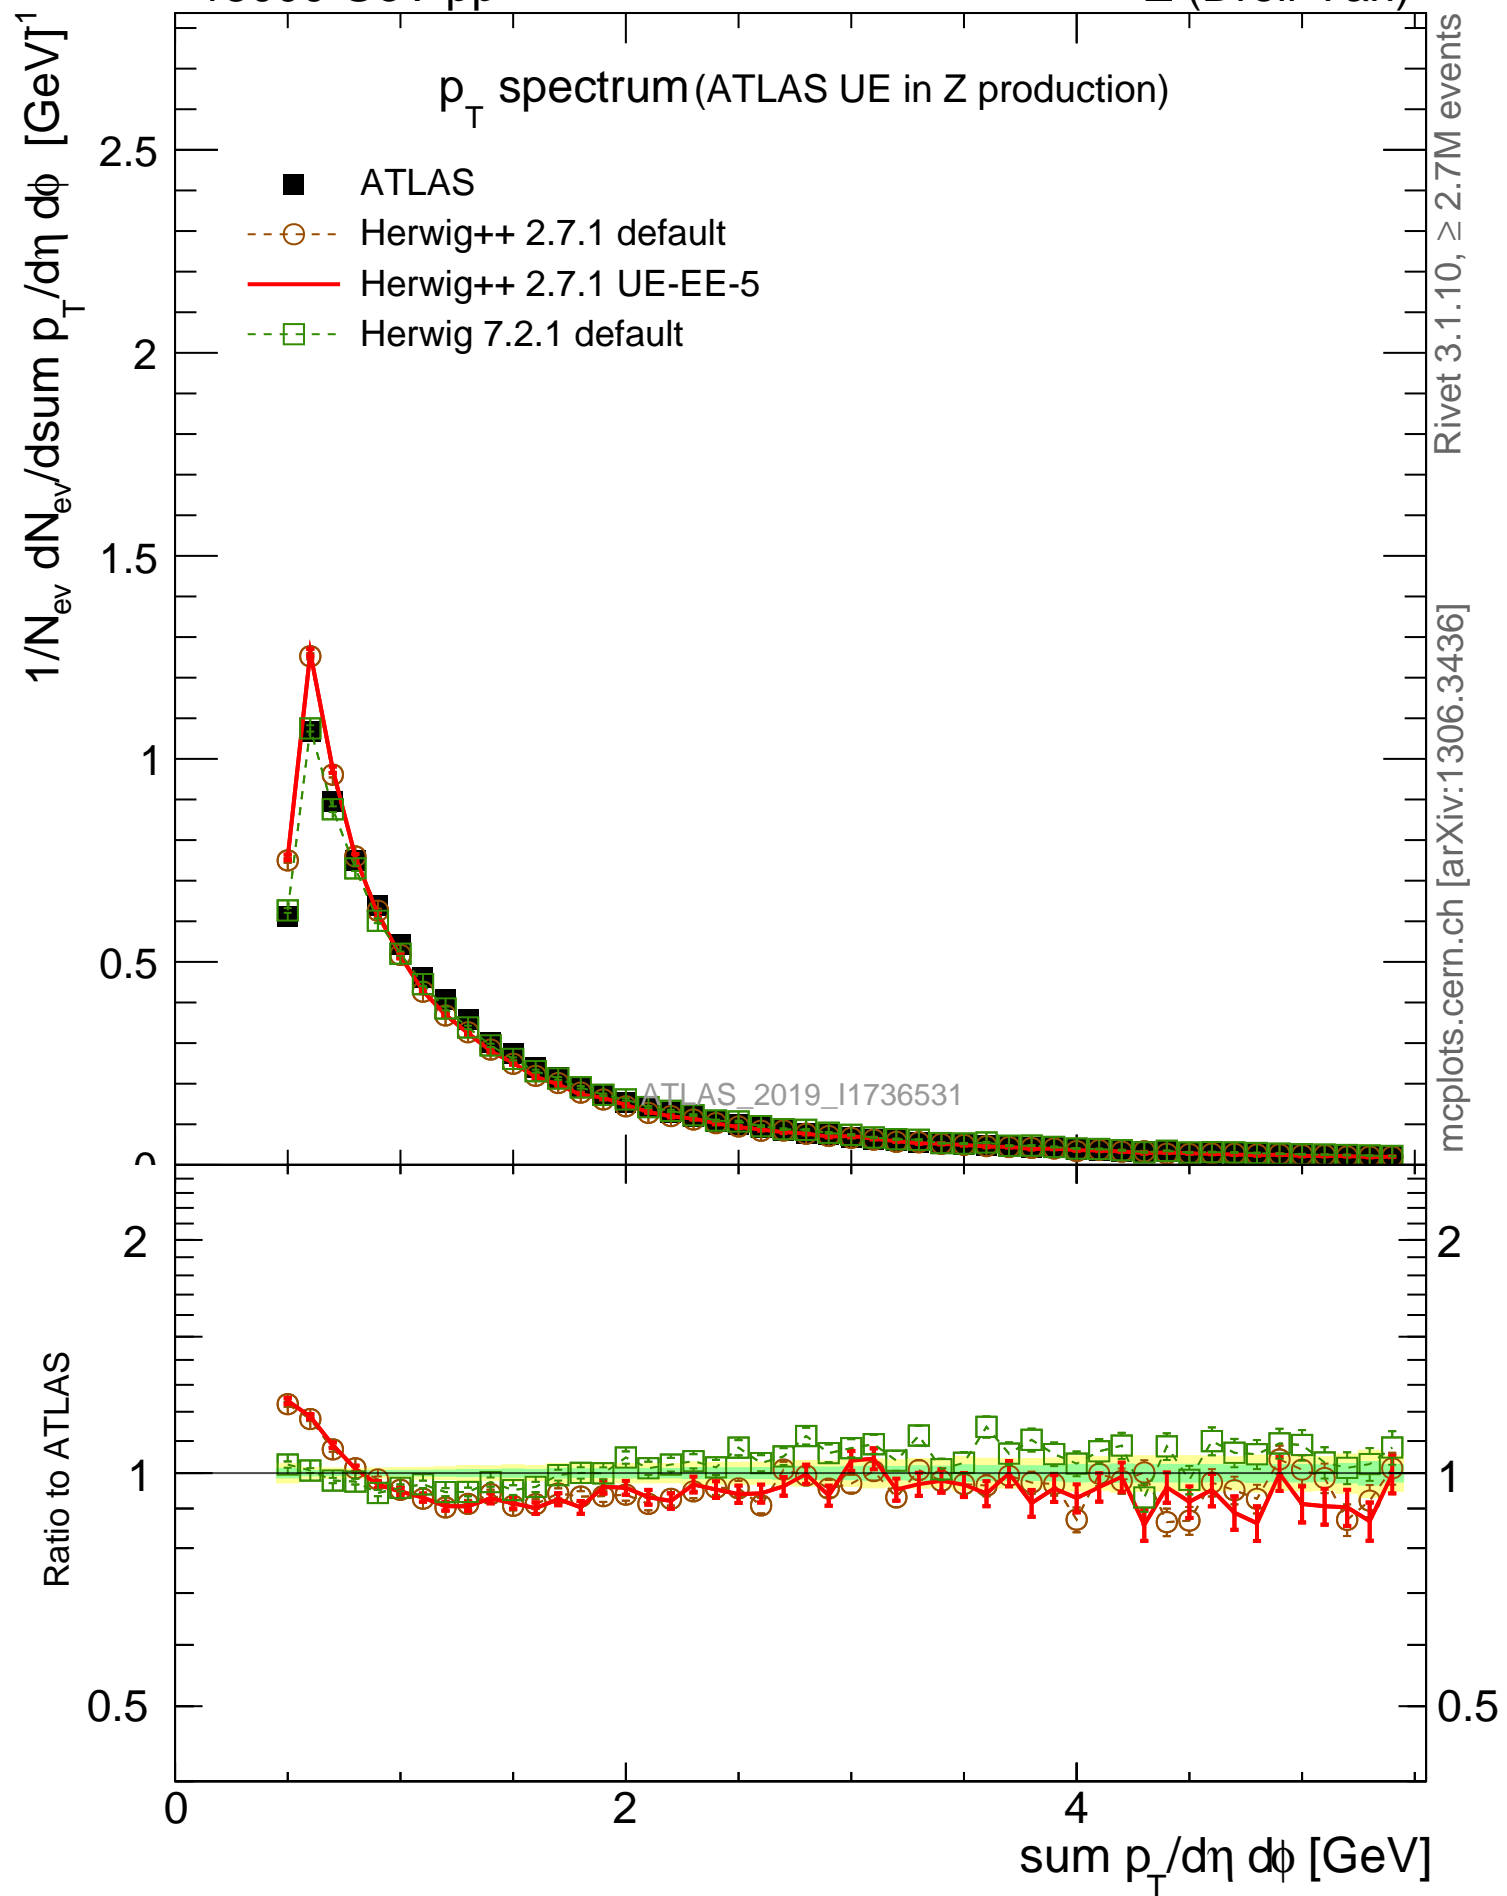 p_T spectrum (ATLAS UE in Z production)
ATLAS
Herwig++ 2.7.1 default
Herwig++ 2.7.1 UE-EE-5
Herwig 7.2.1 default
1/N_ev dN_ev/dsum p_T/dη dϕ [GeV]^-1
2.5
2
1.5
1
0.5
0
ATLAS_2019_I1736531
Rivet 3.1.10, ≥ 2.7M events
mcplots.cern.ch [arXiv:1306.3436]
Ratio to ATLAS
2
1
0.5
2
1
0.5
0
2
4
sum p_T/dη dϕ [GeV]